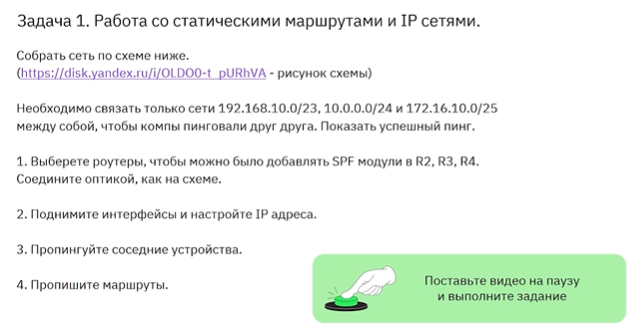 Задача 1. Работа со статическими маршрутами и IP сетями.
Собрать сеть по схеме ниже.
(https://disk.yandex.ru/i/OLDO0-t_pURhVA - рисунок схемы)
Необходимо связать только сети 192.168.10.0/23, 10.0.0.0/24 и 172.16.10.0/25
между собой, чтобы компы пинговали друг друга. Показать успешный пинг.
1. Выберете роутеры, чтобы можно было добавлять SPF модули в R2, R3, R4.
Соедините оптикой, как на схеме.
2. Поднимите интерфейсы и настройте IP адреса.
3. Пропингуйте соседние устройства.
4. Пропишите маршруты.
Поставьте видео на паузу
и выполните задание